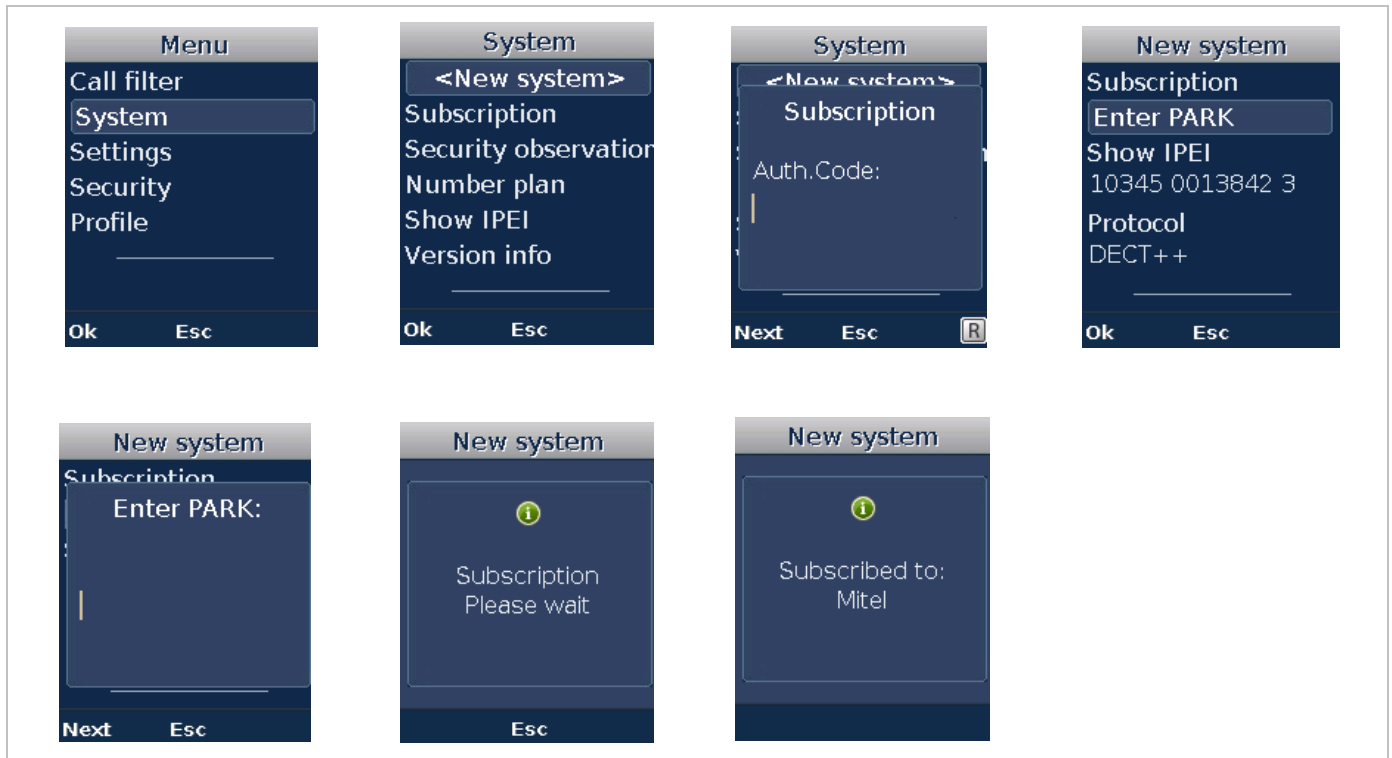 Menu
Call filter
System
Settings
Security
Profile
Ok Esc
System
<New system>
Subscription
Security observation
Number plan
Show IPEI
Version info
Ok Esc
System
<New system>
Subscription
Auth.Code:
Next Esc R
New system
Subscription
Enter PARK
Show IPEI
10345 0013842 3
Protocol
DECT++
Ok Esc
New system
Subscription
Enter PARK:
Next Esc
New system
Subscription
Please wait
Esc
New system
Subscribed to:
Mitel